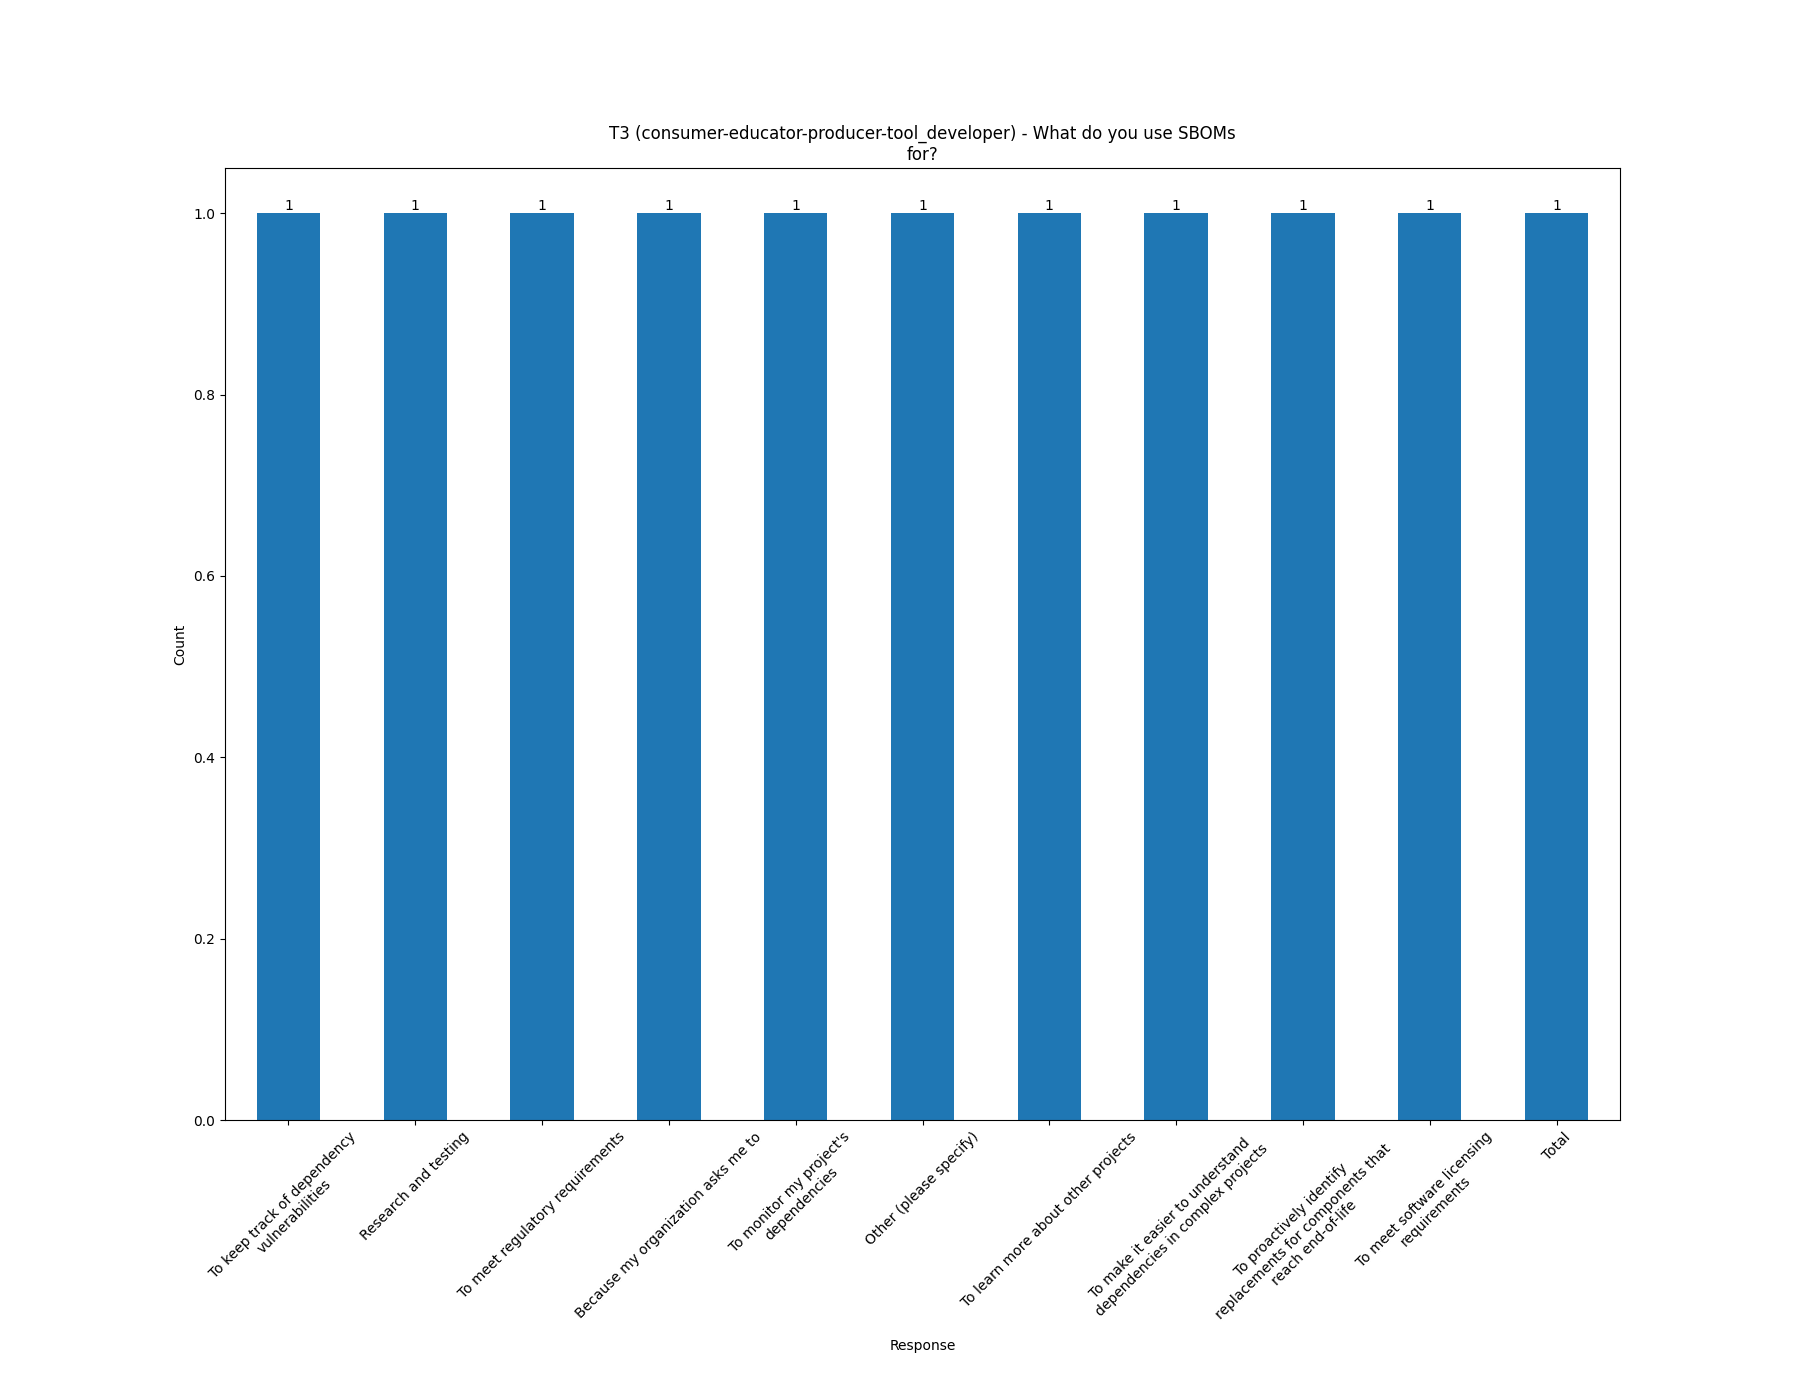 T3 (consumer-educator-producer-tool_developer) - What do you use SBOMs
for?
1 1 1 1 1 1 1 1 1 1 1
1.0
0.8
0.6
0.4
0.2
0.0
Count
To keep track of dependency
vulnerabilities
Research and testing
To meet regulatory requirements
Because my organization asks me to
To monitor my project's
dependencies
Other (please specify)
To learn more about other projects
To make it easier to understand
dependencies in complex projects
To proactively identify
replacements for components that
reach end-of-life
To meet software licensing
requirements
Total
Response